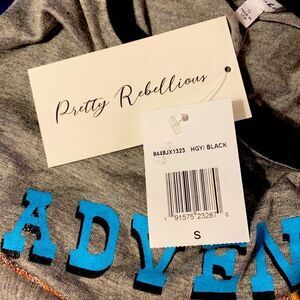 Pretty Rebellious
8448JX1323 HGY/ BLACK
1 91575 23287 0
S
ADVEN